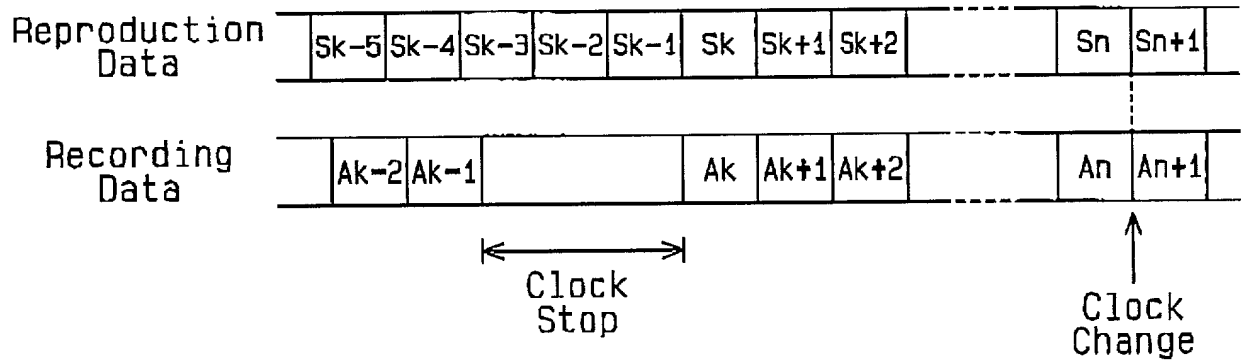 Reproduction Data
Sk-5 Sk-4 Sk-3 Sk-2 Sk-1 Sk Sk+1 Sk+2 Sn Sn+1
Recording Data
Ak-2 Ak-1 Ak Ak+1 Ak+2 An An+1
Clock
Stop
Clock
Change